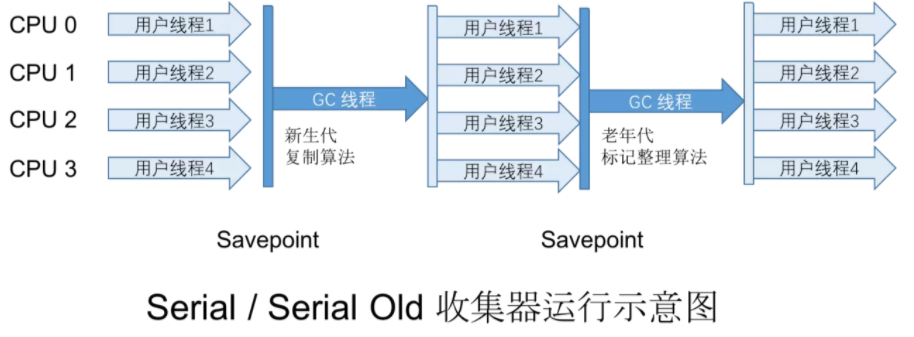 CPU 0 用户线程1 用户线程1 用户线程1
CPU 1 用户线程2 用户线程2 用户线程2
GC 线程 GC 线程
CPU 2 用户线程3 用户线程3 用户线程3
新生代 老年代
复制算法 标记整理算法
CPU 3 用户线程4 用户线程4 用户线程4
Savepoint Savepoint
Serial / Serial Old 收集器运行示意图